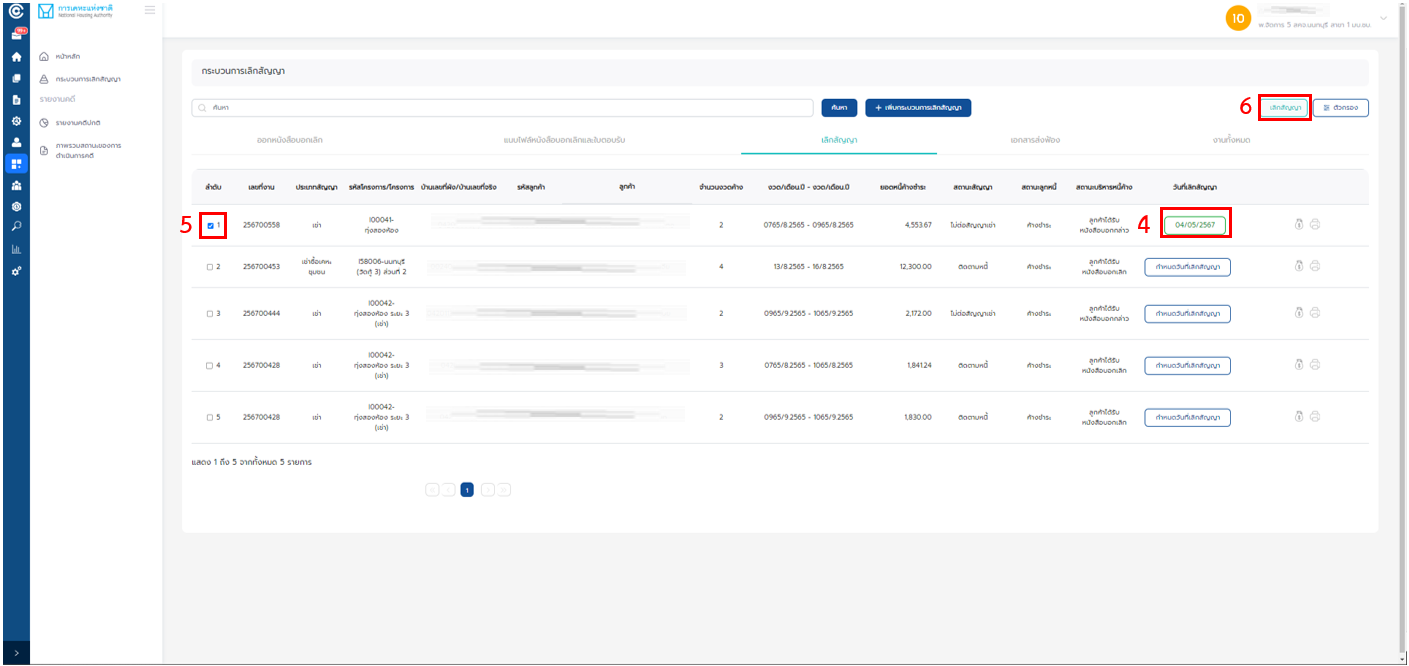 การเคหะแห่งชาติ
National Housing Authority
99+
10
พ.จัดการ 5 สคจ.นนทบุรี สาขา 1 มบ.ชน
หน้าหลัก
กระบวนการเลิกสัญญา
รายงานคดี
รายงานคดีปกติ
ภาพรวมสถานะของการ
ดำเนินการคดี
กระบวนการเลิกสัญญา
ค้นหา
ค้นหา
+ เพิ่มกระบวนการเลิกสัญญา
6
เลิกสัญญา
ตัวกรอง
ออกหนังสือบอกเลิก
แนบไฟล์หนังสือบอกเลิกและใบตอบรับ
เลิกสัญญา
เอกสารส่งฟ้อง
งานทั้งหมด
ลำดับ เลขที่งาน ประเภทสัญญา รหัสโครงการ/โครงการ บ้านเลขที่ผัง/บ้านเลขที่จริง รหัสลูกค้า ลูกค้า จำนวนงวดค้าง งวด/เดือน.ปี - งวด/เดือน.ปี ยอดหนี้ค้างชำระ สถานะสัญญา สถานะลูกหนี้ สถานะบริหารหนี้ค้าง วันที่เลิกสัญญา
5
1 256700558 เช่า I00041-
ทุ่งสองห้อง
2 0765/8.2565 - 0965/8.2565 4,553.67 ไม่ต่อสัญญาเช่า ค้างชำระ ลูกค้าได้รับ
หนังสือบอกกล่าว
4
04/05/2567
2 256700453 เช่าซื้อเคหะ
ชุมชน
I58006-นนทบุรี
(วัดกู้ 3) ส่วนที่ 2
4 13/8.2565 - 16/8.2565 12,300.00 ติดตามหนี้ ค้างชำระ ลูกค้าได้รับ
หนังสือบอกเลิก
กำหนดวันที่เลิกสัญญา
3 256700444 เช่า I00042-
ทุ่งสองห้อง ระยะ 3
(เช่า)
2 0965/9.2565 - 1065/9.2565 2,172.00 ไม่ต่อสัญญาเช่า ค้างชำระ ลูกค้าได้รับ
หนังสือบอกกล่าว
กำหนดวันที่เลิกสัญญา
4 256700428 เช่า I00042-
ทุ่งสองห้อง ระยะ 3
(เช่า)
3 0765/8.2565 - 1065/8.2565 1,841.24 ติดตามหนี้ ค้างชำระ ลูกค้าได้รับ
หนังสือบอกเลิก
กำหนดวันที่เลิกสัญญา
5 256700428 เช่า I00042-
ทุ่งสองห้อง ระยะ 3
(เช่า)
2 0965/9.2565 - 1065/9.2565 1,830.00 ติดตามหนี้ ค้างชำระ ลูกค้าได้รับ
หนังสือบอกเลิก
กำหนดวันที่เลิกสัญญา
แสดง 1 ถึง 5 จากทั้งหมด 5 รายการ
1